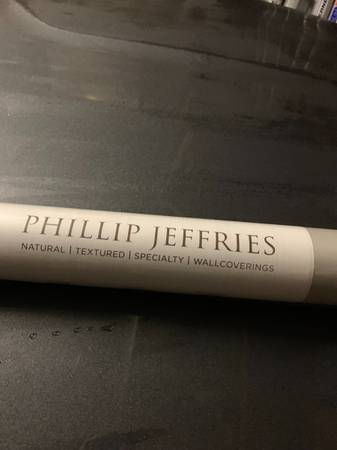 PHILLIP JEFFRIES
NATURAL | TEXTURED | SPECIALTY | WALLCOVERINGS